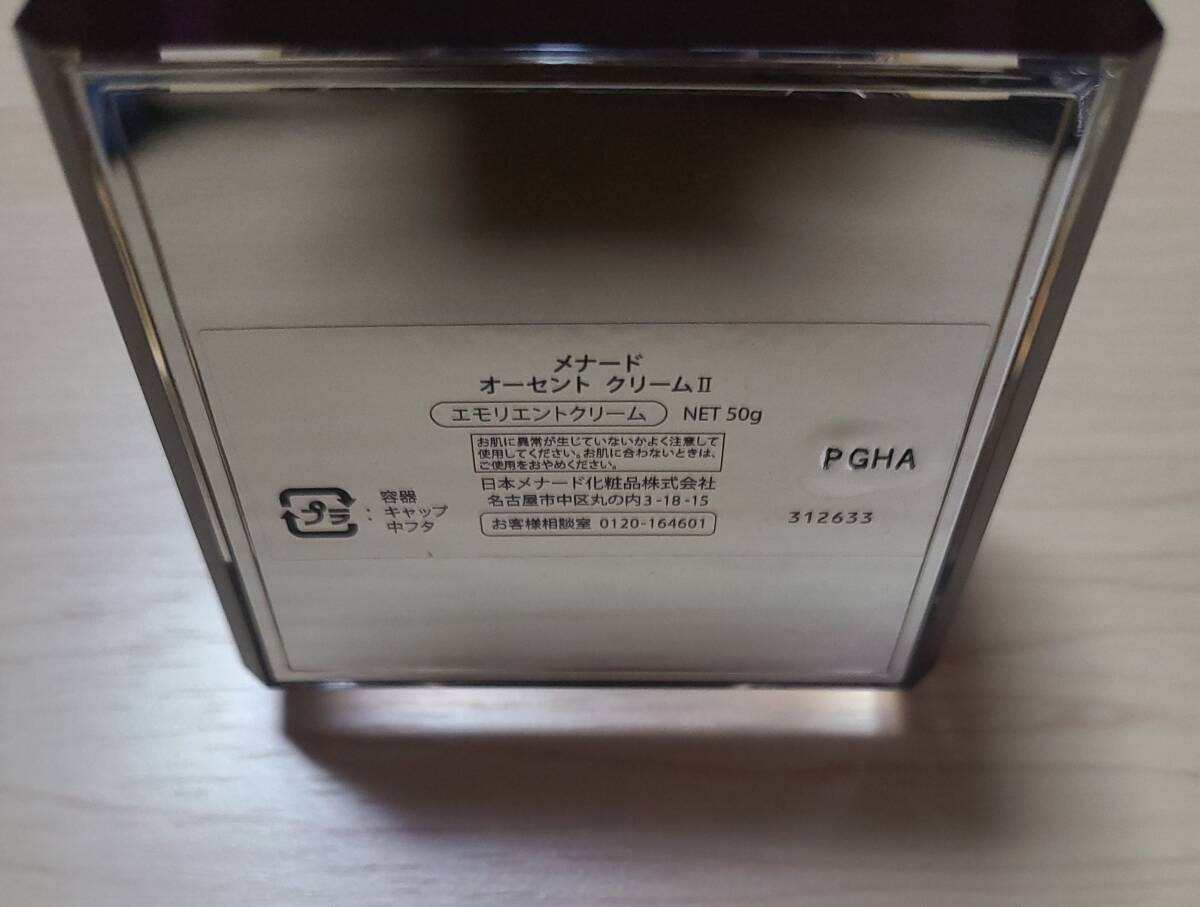 メナード
オーセント クリームⅡ
エモリエントクリーム NET 50g
お肌に異常が生じていないかよく注意して
使用してください。お肌に合わないときは、
ご使用をおやめください。
日本メナード化粧品株式会社
名古屋市中区丸の内3-18-15
お客様相談室 0120-164601
プラ : 容器
キャップ
中フタ
PGHA
312633